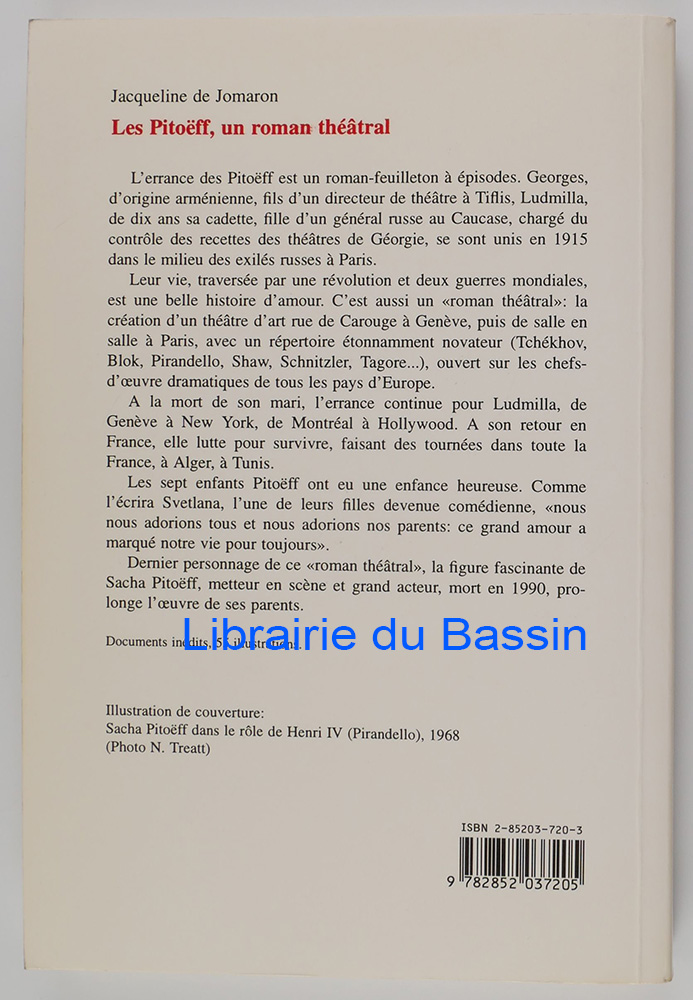 Jacqueline de Jomaron
Les Pitoëff, un roman théâtral
L'errance des Pitoëff est un roman-feuilleton à épisodes. Georges,
d'origine arménienne, fils d'un directeur de théâtre à Tiflis, Ludmilla,
de dix ans sa cadette, fille d'un général russe au Caucase, chargé du
contrôle des recettes des théâtres de Géorgie, se sont unis en 1915
dans le milieu des exilés russes à Paris.
Leur vie, traversée par une révolution et deux guerres mondiales,
est une belle histoire d'amour. C'est aussi un «roman théâtral»: la
création d'un théâtre d'art rue de Carouge à Genève, puis de salle en
salle à Paris, avec un répertoire étonnamment novateur (Tchékhov,
Blok, Pirandello, Shaw, Schnitzler, Tagore...), ouvert sur les chefs-
d'œuvre dramatiques de tous les pays d'Europe.
A la mort de son mari, l'errance continue pour Ludmilla, de
Genève à New York, de Montréal à Hollywood. A son retour en
France, elle lutte pour survivre, faisant des tournées dans toute la
France, à Alger, à Tunis.
Les sept enfants Pitoëff ont eu une enfance heureuse. Comme
l'écrira Svetlana, l'une de leurs filles devenue comédienne, «nous
nous adorions tous et nous adorions nos parents: ce grand amour a
marqué notre vie pour toujours».
Dernier personnage de ce «roman théâtral», la figure fascinante de
Sacha Pitoëff, metteur en scène et grand acteur, mort en 1990, pro-
longe l'œuvre de ses parents.
Documents inédits, illustrations.
Librairie du Bassin
Illustration de couverture:
Sacha Pitoëff dans le rôle de Henri IV (Pirandello), 1968
(Photo N. Treatt)
ISBN 2-85203-720-3
9 782852 037205